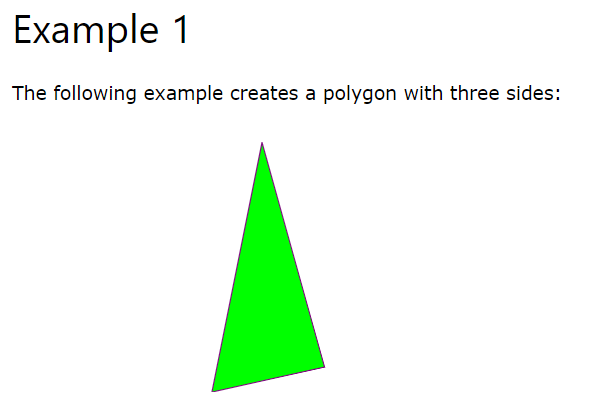 Example 1
The following example creates a polygon with three sides: